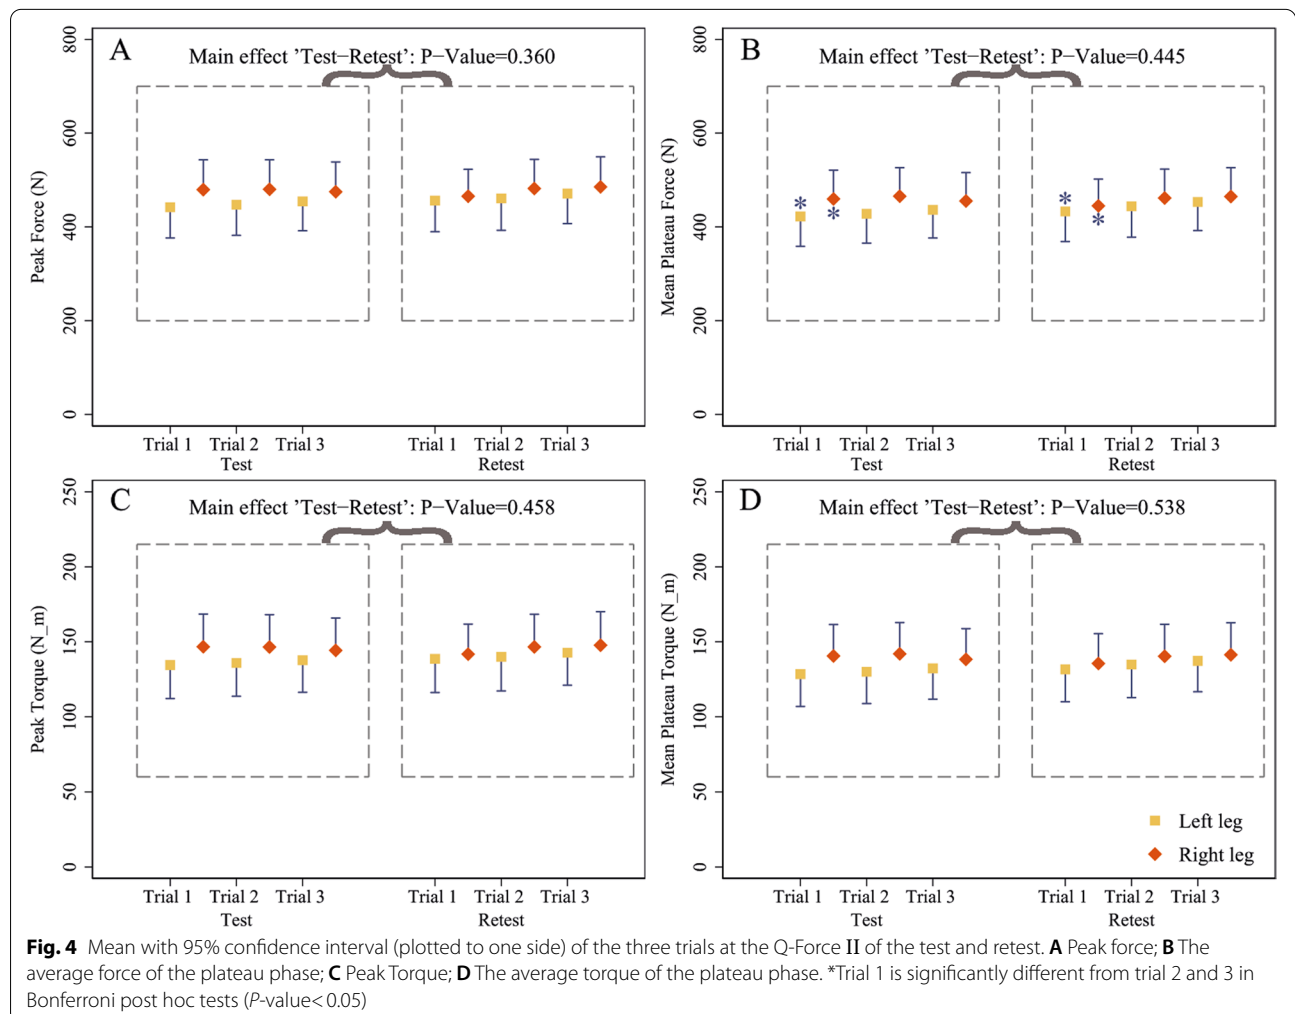 A
Main effect ’Test−Retest’: P−Value=0.360
800
600
400
200
0
Peak Force (N)
Trial 1 Trial 2 Trial 3 Trial 1 Trial 2 Trial 3
Test Retest
B
Main effect ’Test−Retest’: P−Value=0.445
800
600
400
200
0
Mean Plateau Force (N)
*
*
*
*
Trial 1 Trial 2 Trial 3 Trial 1 Trial 2 Trial 3
Test Retest
C
Main effect ’Test−Retest’: P−Value=0.458
250
200
150
100
50
0
Peak Torque (N_m)
Trial 1 Trial 2 Trial 3 Trial 1 Trial 2 Trial 3
Test Retest
D
Main effect ’Test−Retest’: P−Value=0.538
250
200
150
100
50
0
Mean Plateau Torque (N_m)
Left leg
Right leg
Trial 1 Trial 2 Trial 3 Trial 1 Trial 2 Trial 3
Test Retest
Fig. 4 Mean with 95% confidence interval (plotted to one side) of the three trials at the Q-Force II of the test and retest. A Peak force; B The
average force of the plateau phase; C Peak Torque; D The average torque of the plateau phase. *Trial 1 is significantly different from trial 2 and 3 in
Bonferroni post hoc tests (P-value< 0.05)